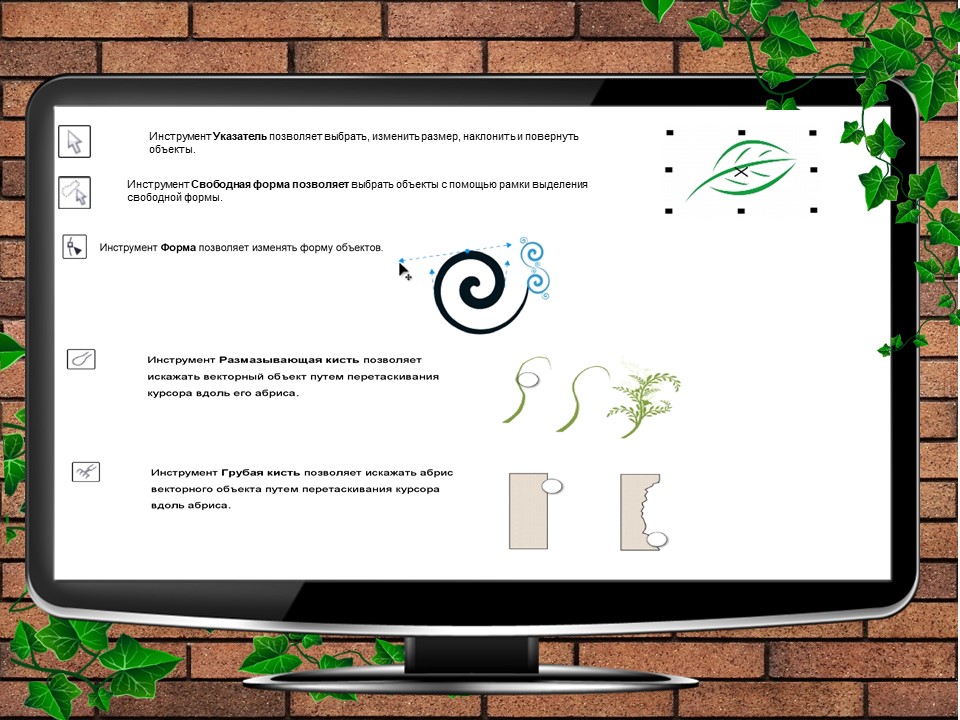 Инструмент Указатель позволяет выбрать, изменить размер, наклонить и повернуть
объекты.
Инструмент Свободная форма позволяет выбрать объекты с помощью рамки выделения
свободной формы.
Инструмент Форма позволяет изменять форму объектов.
Инструмент Размазывающая кисть позволяет
искажать векторный объект путем перетаскивания
курсора вдоль его абриса.
Инструмент Грубая кисть позволяет искажать абрис
векторного объекта путем перетаскивания курсора
вдоль абриса.